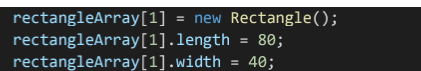 rectangleArray[1] = new Rectangle();
rectangleArray[1].length = 80;
rectangleArray[1].width = 40;